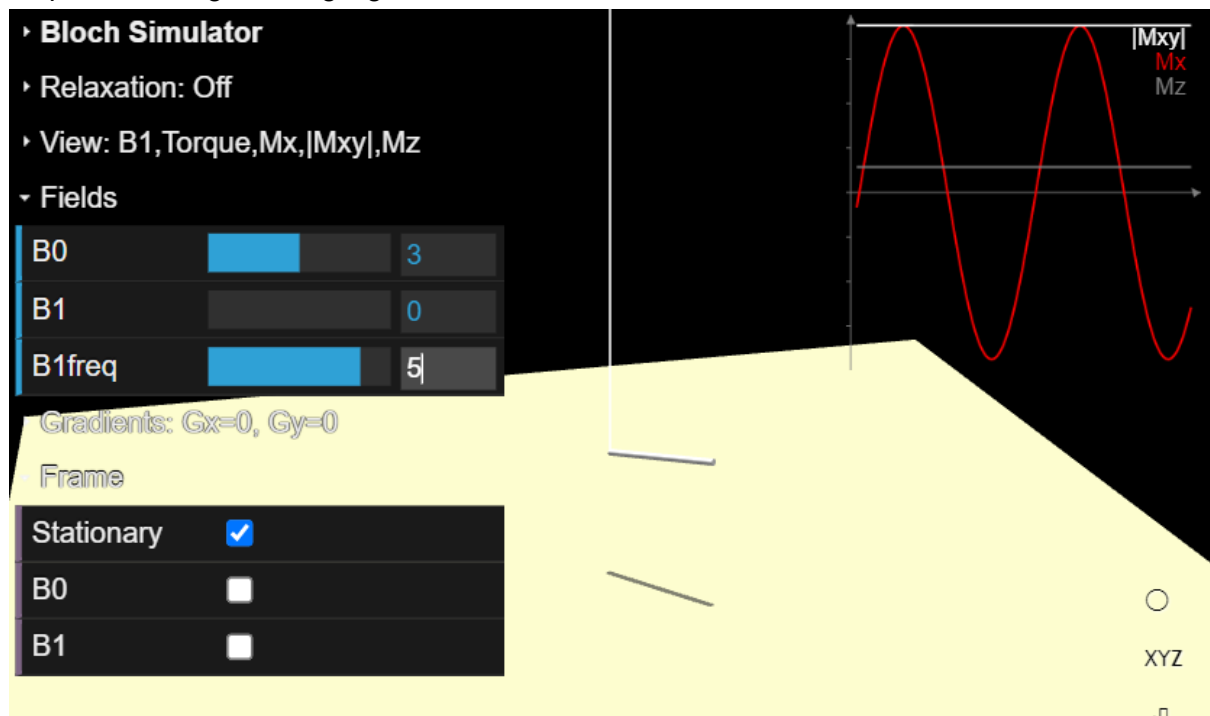 Bloch Simulator
Relaxation: Off
View: B1,Torque,Mx,|Mxy|,Mz
Fields
B0 3
B1 0
B1freq 5
Gradients: Gx=0, Gy=0
Frame
Stationary
B0
B1
|Mxy|
Mx
Mz
XYZ